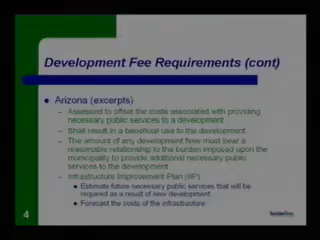 Development Fee Requirements (cont)
Arizona (excerpts)
– Assessed to offset the costs associated with providing
necessary public services to a development
– Shall result in a beneficial use to the development
– The amount of any development fees must bear a
reasonable relationship to the burden imposed upon the
municipality to provide additional necessary public
services to the development
– Infrastructure Improvement Plan (IIP)
Estimate future necessary public services that will be
required as a result of new development
Forecast the costs of the infrastructure
4